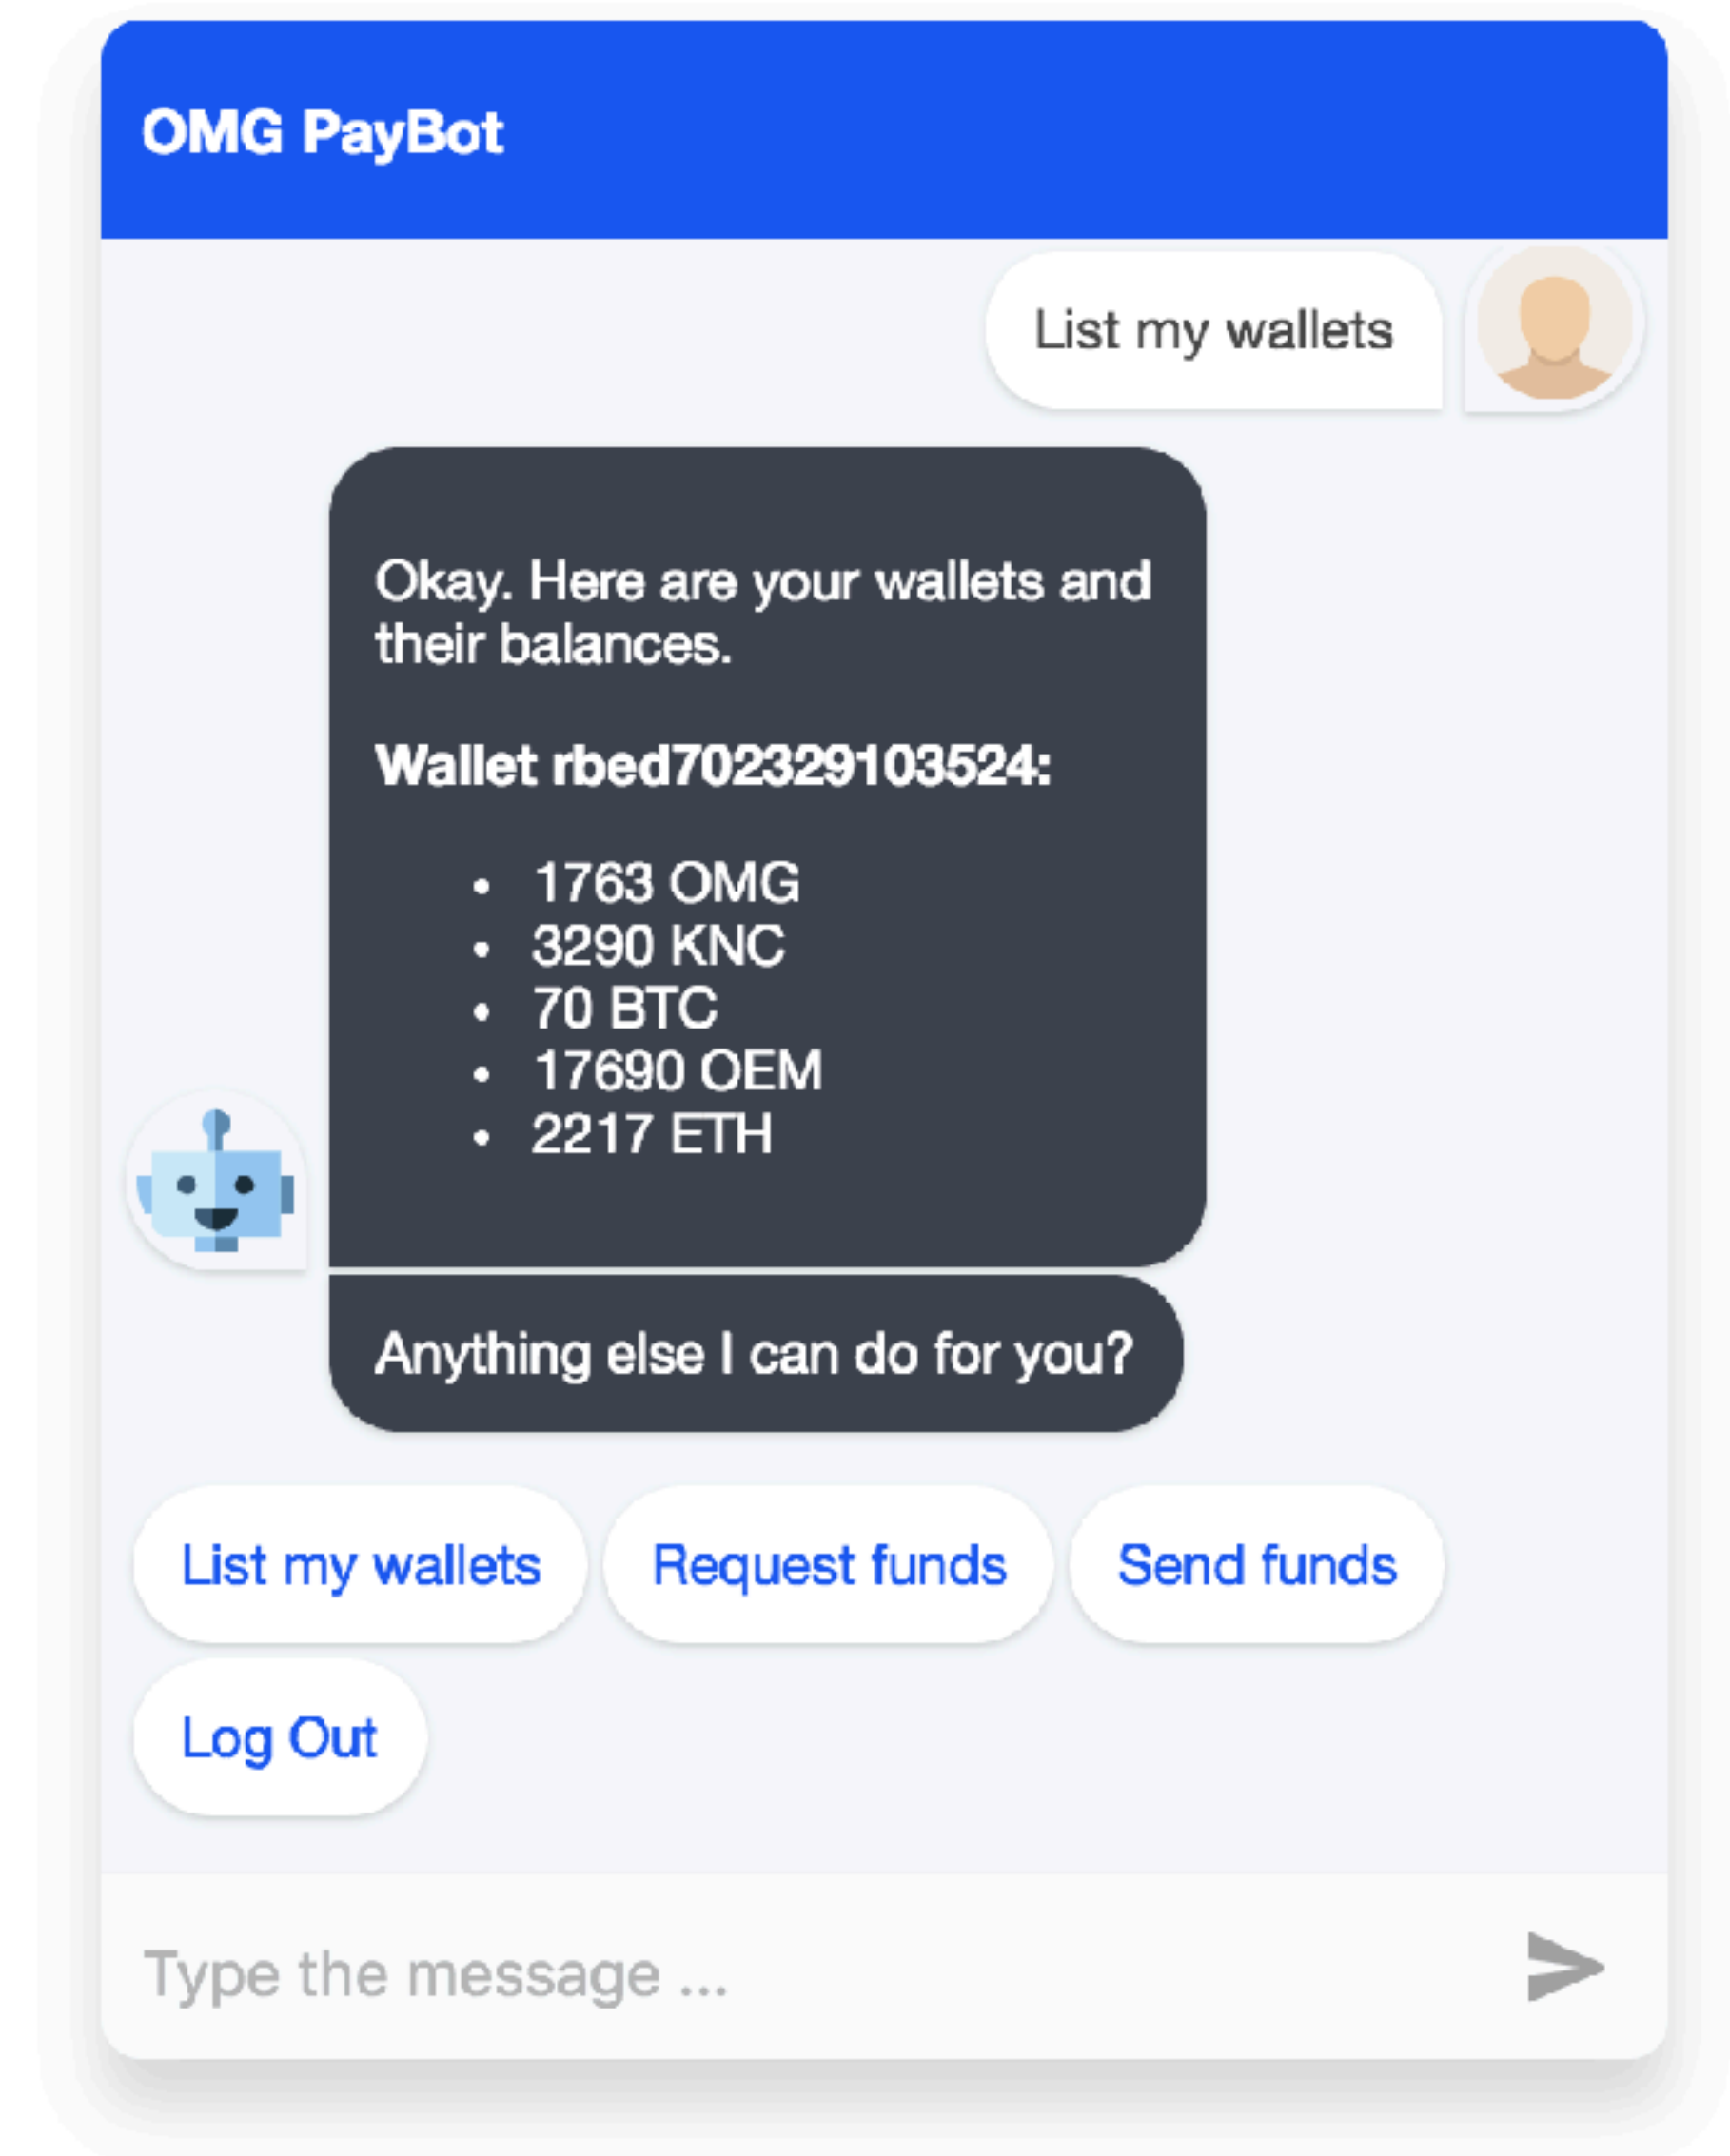 OMG PayBot
List my wallets
Okay. Here are your wallets and
their balances.
Wallet rbed702329103524:
• 1763 OMG
• 3290 KNC
• 70 BTC
• 17690 OEM
• 2217 ETH
Anything else I can do for you?
List my wallets Request funds Send funds
Log Out
Type the message ...